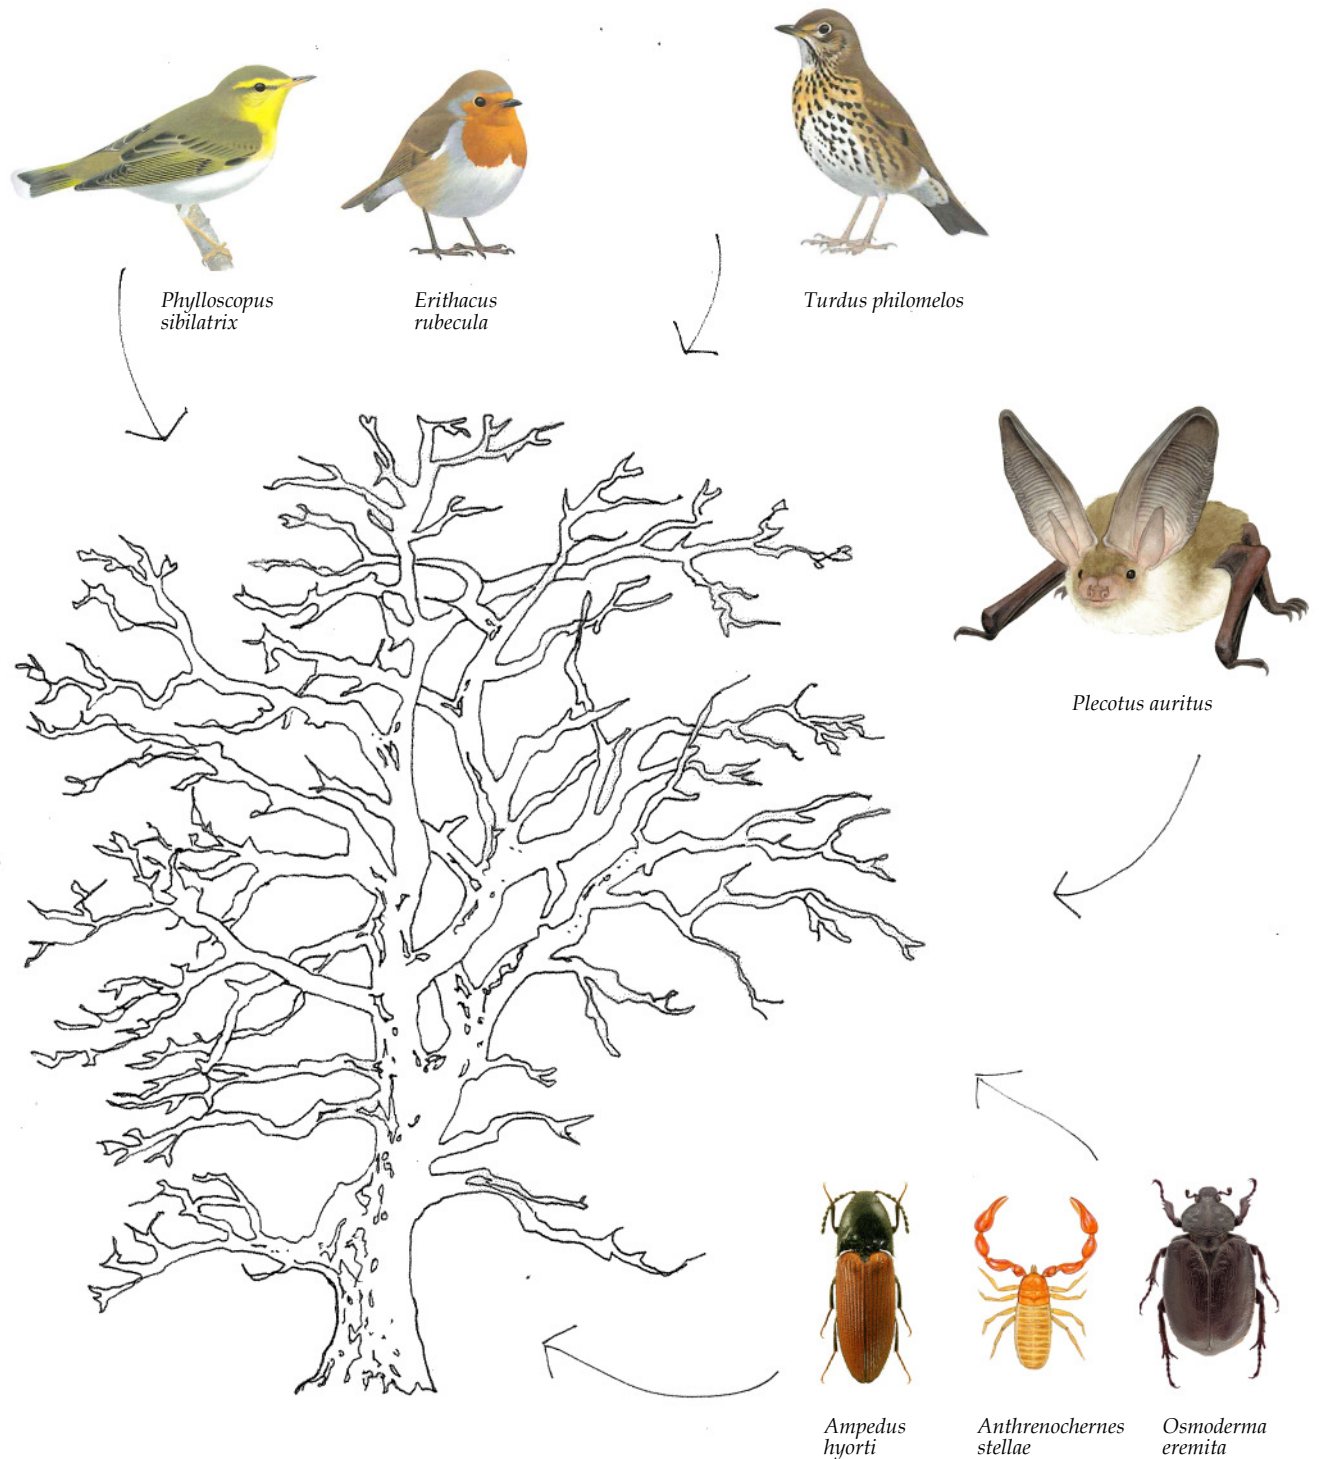 Phylloscopus
sibilatrix
Erithacus
rubecula
Turdus philomelos
Plecotus auritus
Ampedus
hyorti
Anthrenochernes
stellae
Osmoderma
eremita